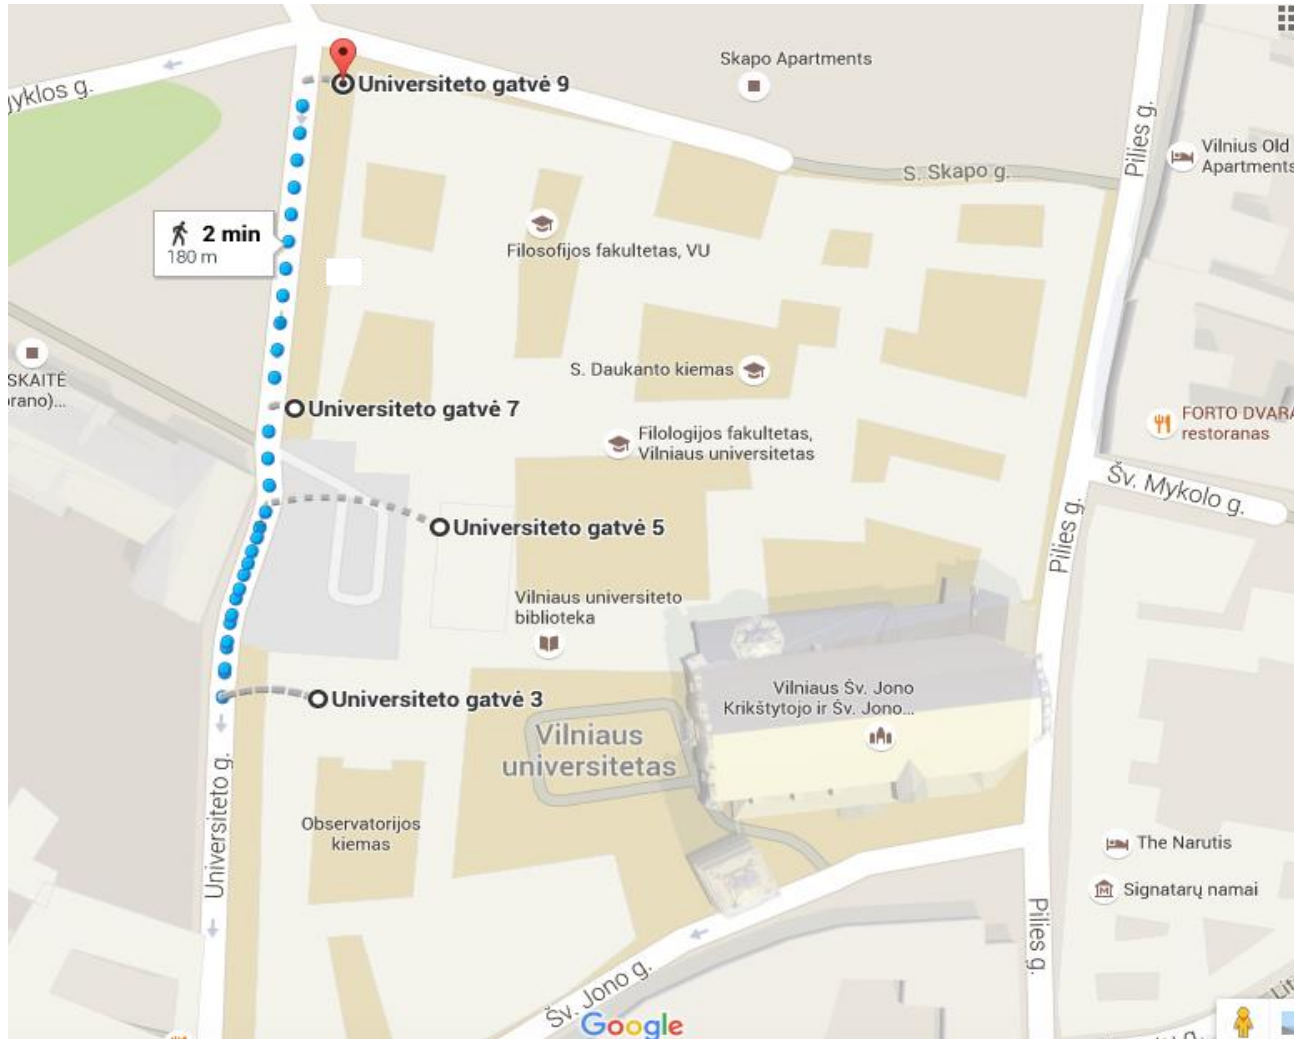 Skapo Apartments
Universiteto gatvė 9
Pilies g.
Vilnius Old
Apartments
S. Skapo g.
2 min
180 m
Filosofijos fakultetas, VU
S. Daukanto kiemas
SKAITĖ
Universiteto gatvė 7
FORTO DVARA
restoranas
Filologijos fakultetas,
Vilniaus universitetas
Šv. Mykolo g.
Universiteto gatvė 5
Pilies g.
Vilniaus universiteto
biblioteka
Universiteto gatvė 3
Vilniaus Šv. Jono
Krikštytojo ir Šv. Jono...
Vilniaus
universitetas
Universiteto g.
Observatorijos
kiemas
The Narutis
Signatarų namai
Pilies g.
Šv. Jono g.
Google